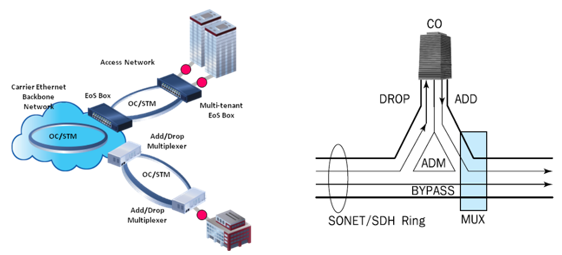 Access Network
Carrier Ethernet
Backbone
Network
EoS Box
OC/STM
Multi-tenant
EoS Box
OC/STM
Add/Drop
Multiplexer
OC/STM
Add/Drop
Multiplexer
CO
DROP
ADD
ADM
BYPASS
SONET/SDH Ring
MUX